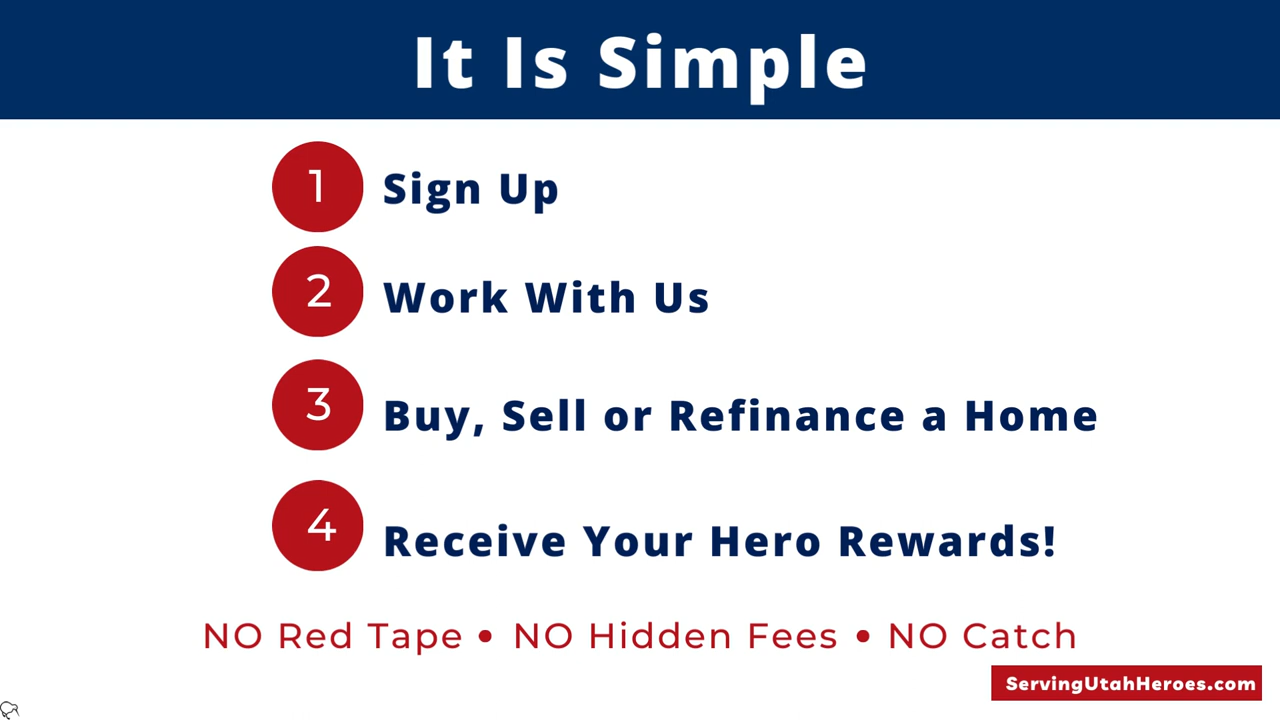 It Is Simple
1 Sign Up
2 Work With Us
3 Buy, Sell or Refinance a Home
4 Receive Your Hero Rewards!
NO Red Tape • NO Hidden Fees • NO Catch
ServingUtahHeroes.com